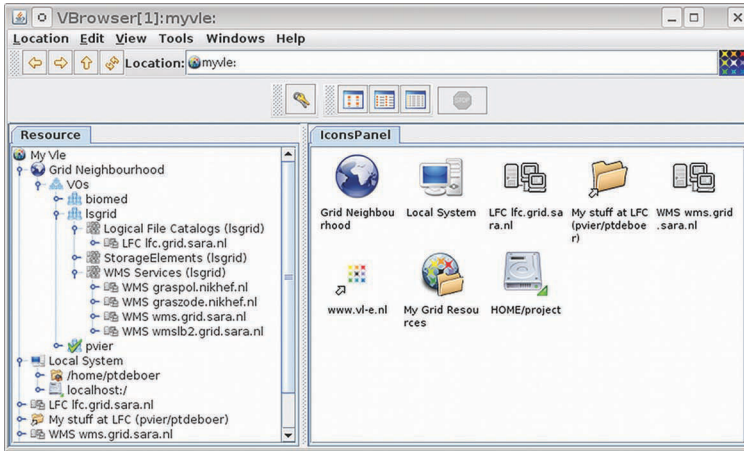 VBrowser[1]:myvle:
Location Edit View Tools Windows Help
Location: myvle:
STOP
Resource
My Vle
Grid Neighbourhood
VOs
biomed
lsgrid
Logical File Catalogs (lsgrid)
LFC lfc.grid.sara.nl
StorageElements (lsgrid)
WMS Services (lsgrid)
WMS graspol.nikhef.nl
WMS graszode.nikhef.nl
WMS wms.grid.sara.nl
WMS wmslb2.grid.sara.nl
pvier
Local System
/home/ptdeboer
localhost:/
LFC lfc.grid.sara.nl
My stuff at LFC (pvier/ptdeboer)
WMS wms.grid.sara.nl
IconsPanel
Grid Neighbou
rhood
Local System
LFC lfc.grid.sa
ra.nl
My stuff at LFC
(pvier/ptdeboe
r)
WMS wms.grid
.sara.nl
www.vl-e.nl
My Grid Resou
rces
HOME/project